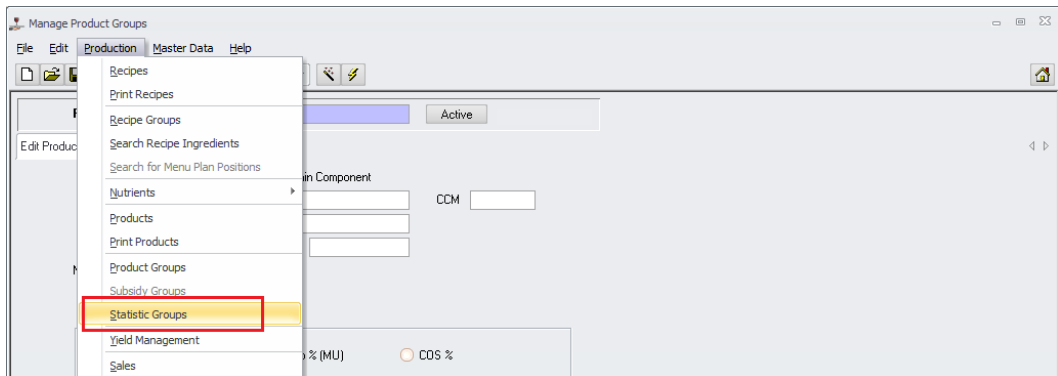 Manage Product Groups
File Edit Production Master Data Help
Recipes
Print Recipes
Active
Recipe Groups
Edit Produc
Search Recipe Ingredients
Search for Menu Plan Positions
in Component
Nutrients
CCM
Products
Print Products
Product Groups
Subsidy Groups
Statistic Groups
Yield Management
% (MU) COS %
Sales